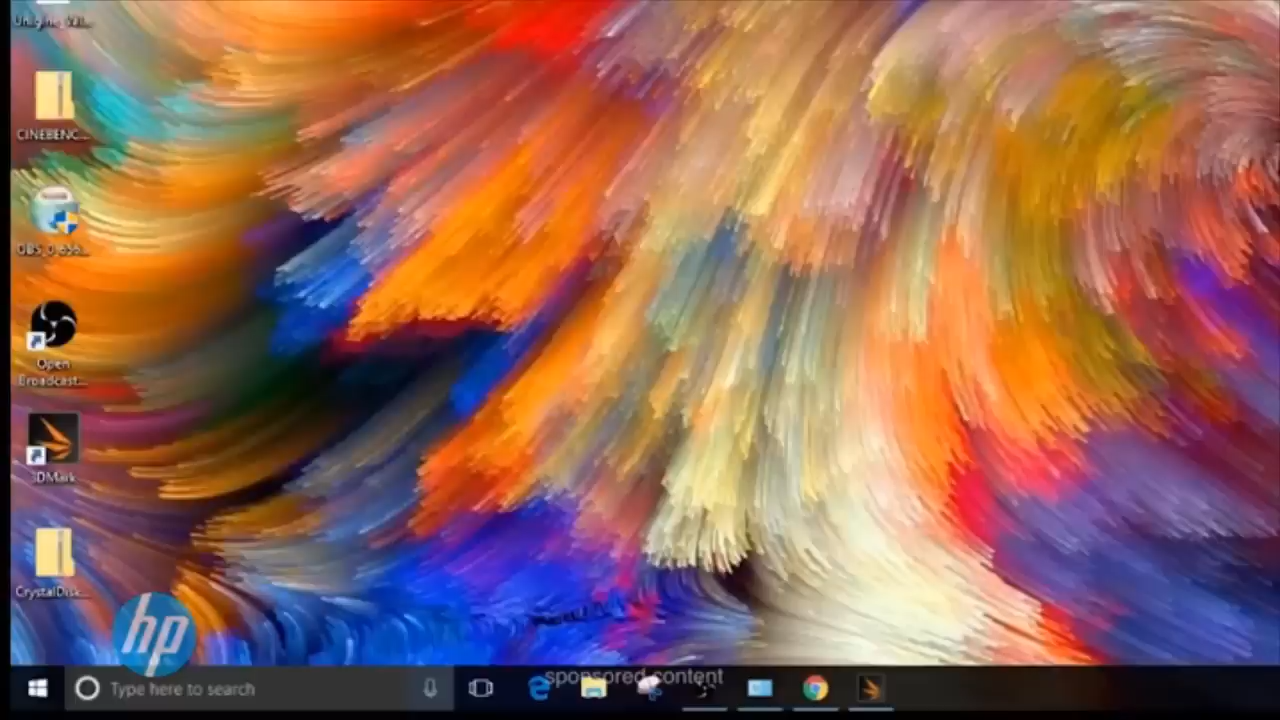 CINEBENC...
Open
Broadcast...
3DMark
CrystalDisk...
hp
sponsored content
Type here to search